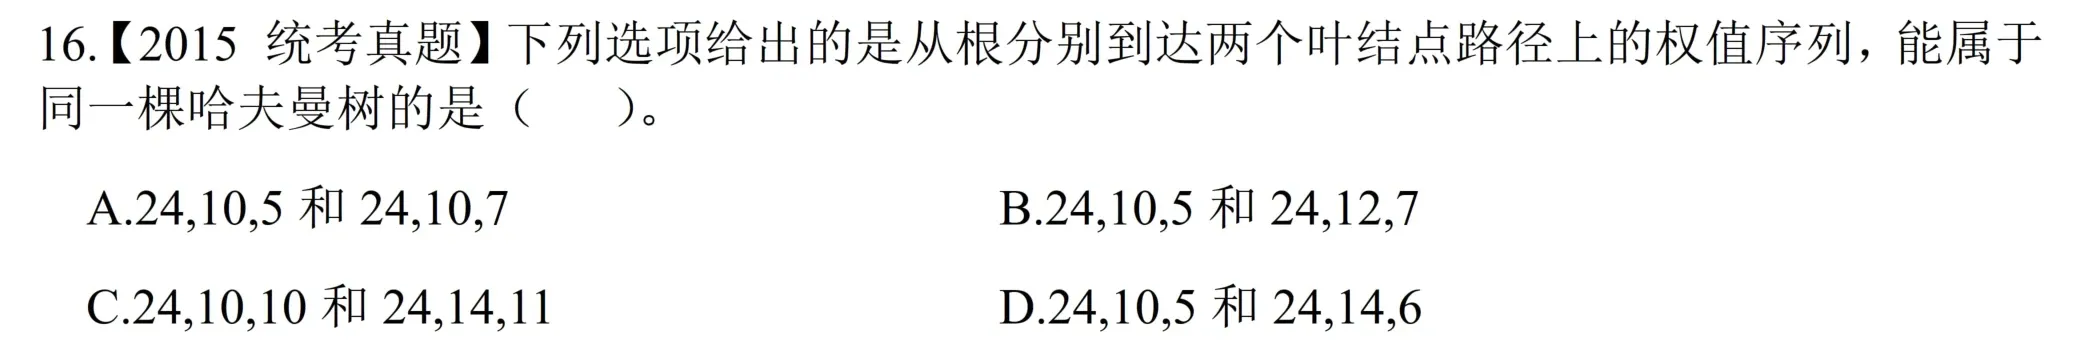 16.【2015 统考真题】下列选项给出的是从根分别到达两个叶结点路径上的权值序列，能属于
同一棵哈夫曼树的是（　　）。
A.24,10,5 和 24,10,7
B.24,10,5 和 24,12,7
C.24,10,10 和 24,14,11
D.24,10,5 和 24,14,6